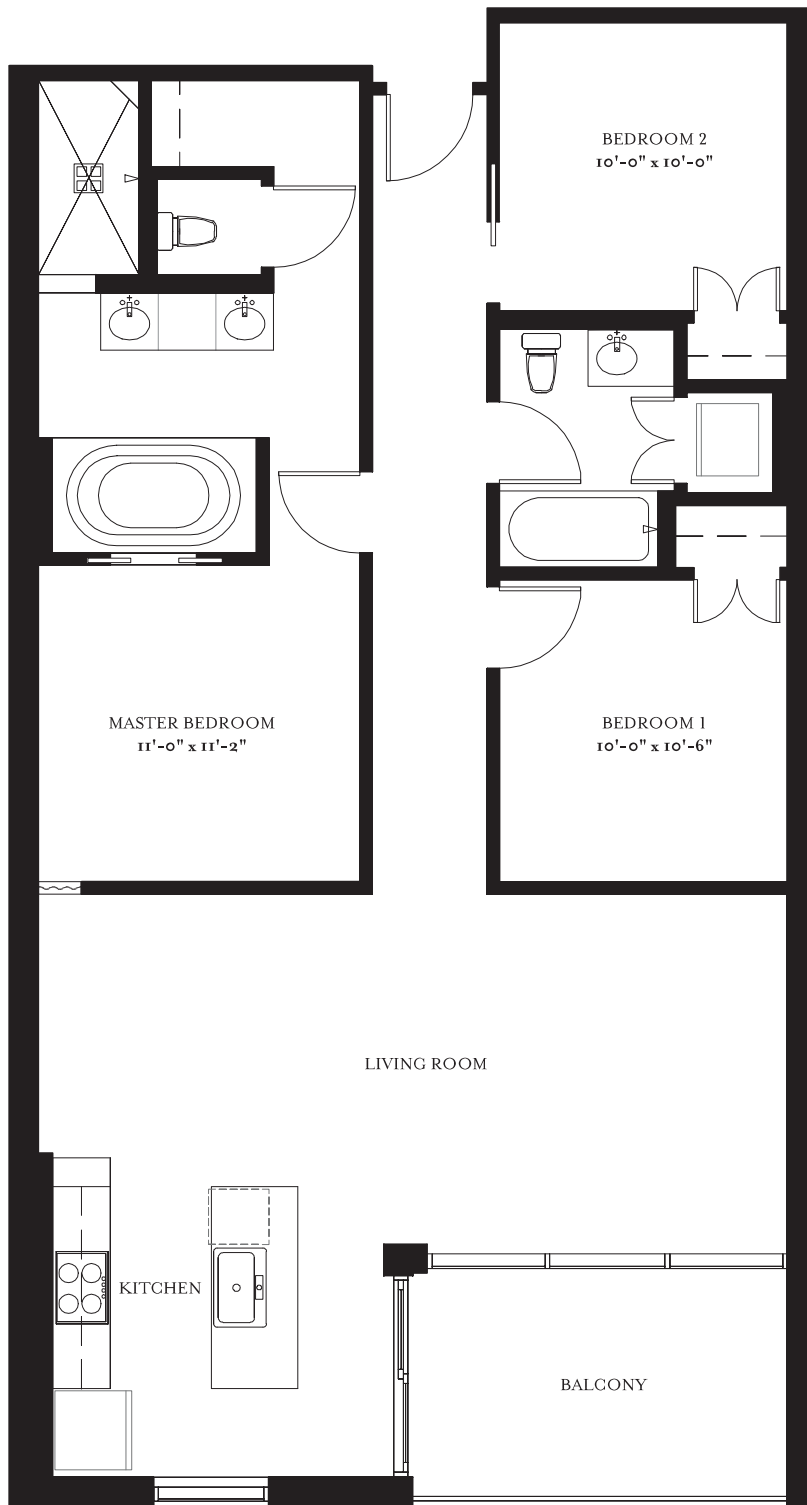 BEDROOM 2
10'-0" x 10'-0"
MASTER BEDROOM
11'-0" x 11'-2"
BEDROOM 1
10'-0" x 10'-6"
LIVING ROOM
KITCHEN
BALCONY